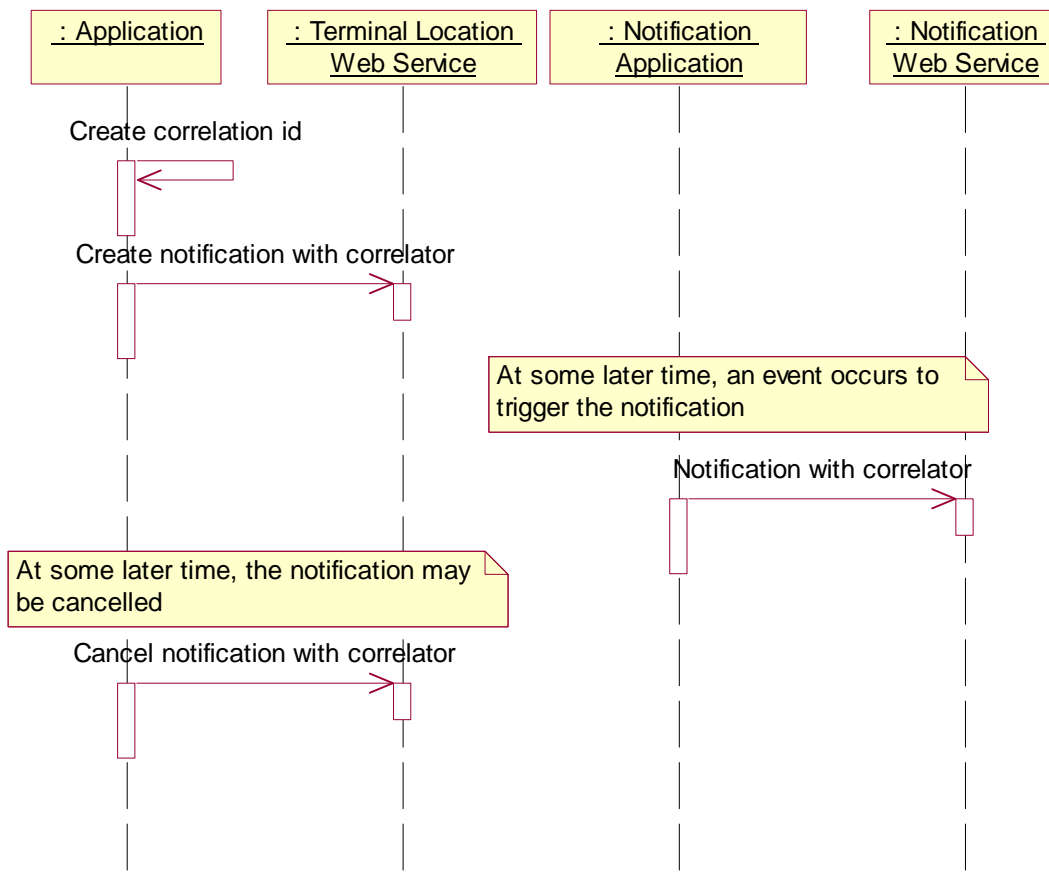 : Application
: Terminal Location
Web Service
: Notification
Application
: Notification
Web Service
Create correlation id
Create notification with correlator
At some later time, an event occurs to
trigger the notification
Notification with correlator
At some later time, the notification may
be cancelled
Cancel notification with correlator